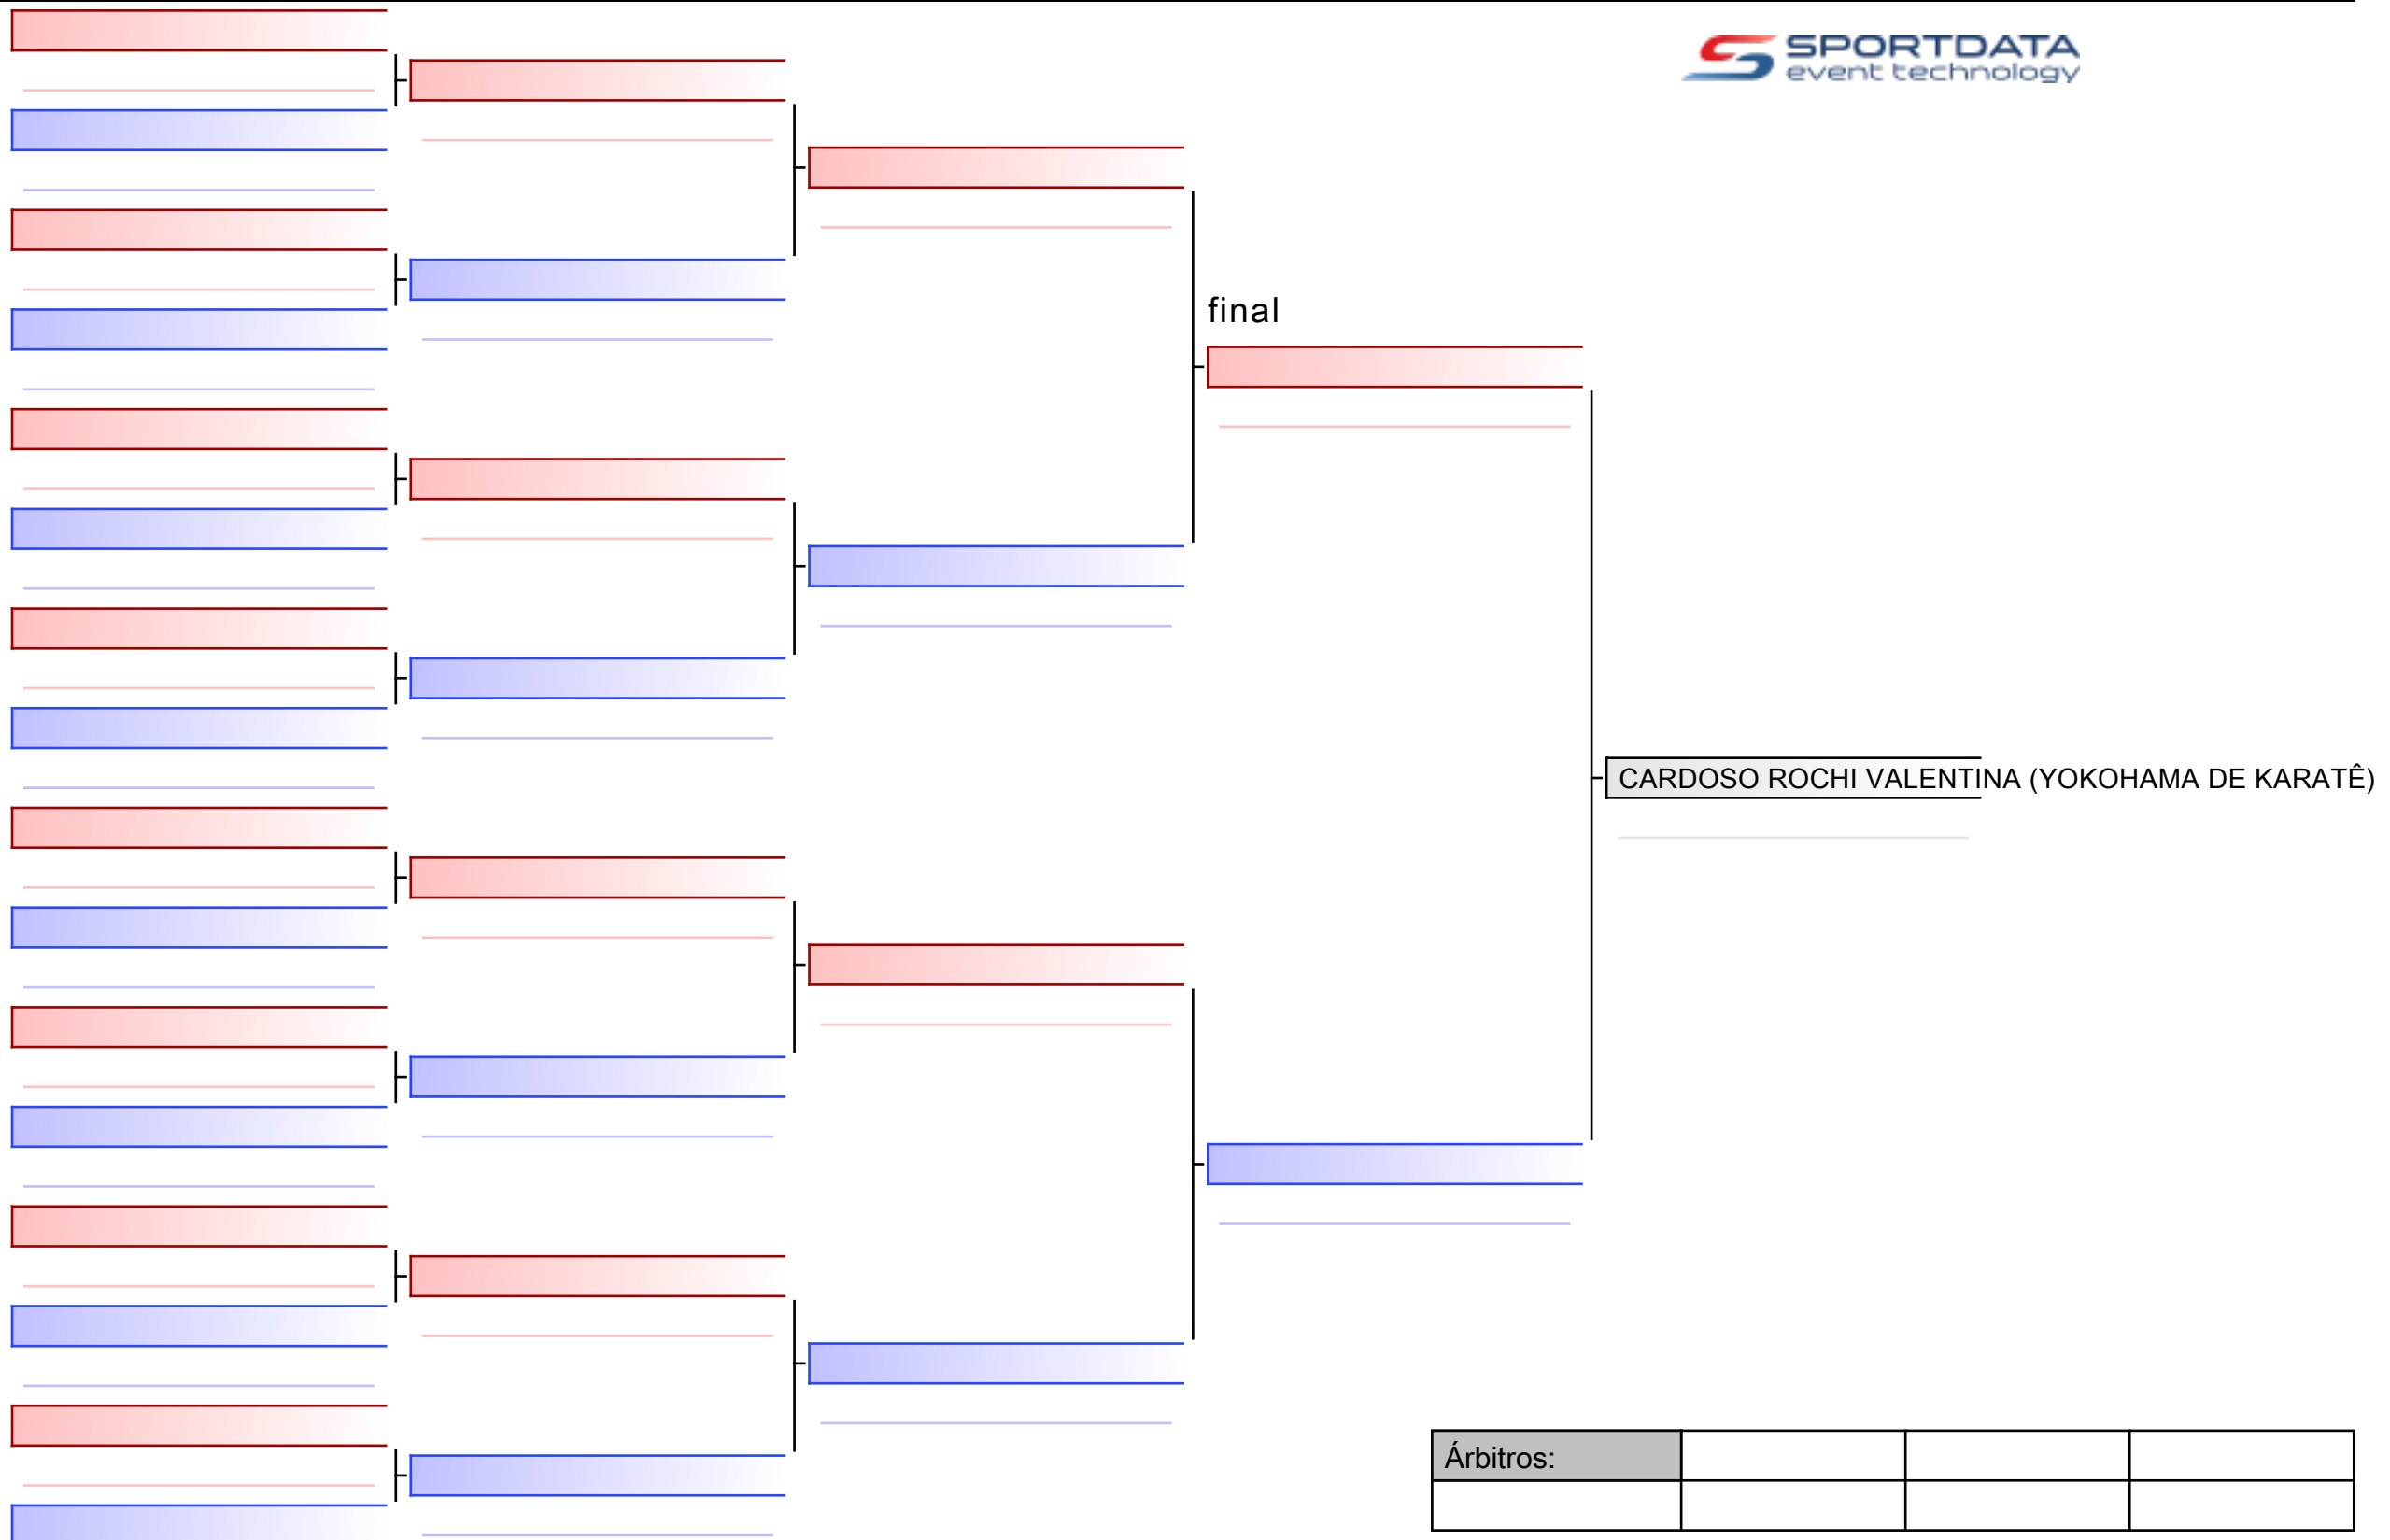 SPORTDATA
event technology
final
CARDOSO ROCHI VALENTINA (YOKOHAMA DE KARATÊ)
Árbitros: